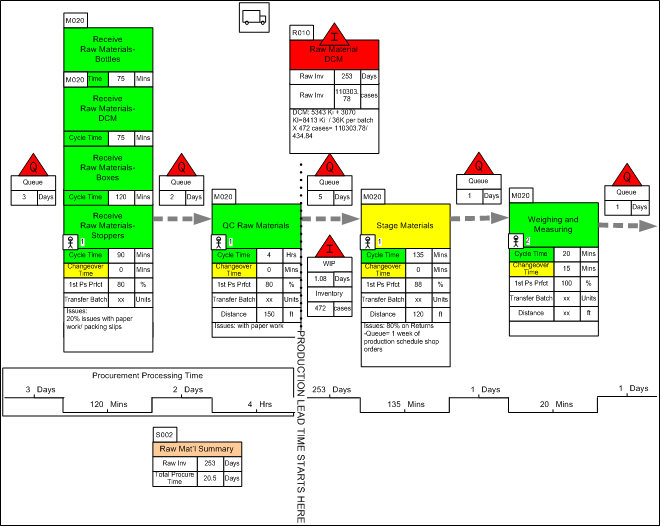 M020
Receive
Raw Materials-
Bottles
M020
Time 75 Mins
Receive
Raw Materials-
DCM
Cycle Time 75 Mins
Receive
Raw Materials-
Boxes
Cycle Time 120 Mins
Receive
Raw Materials-
Stoppers
1
Cycle Time 90 Mins
Changeover Time 0 Mins
1st Ps Prfct 80 %
Transfer Batch xx Units
Issues:
20% issues with paper
work/ packing slips
Q
Queue
3 Days
Q
Queue
2 Days
M020
QC Raw Materials
1
Cycle Time 4 Hrs
Changeover Time 0 Mins
1st Ps Prfct 80 %
Transfer Batch xx Units
Distance 150 ft
Issues: with paper work
R010
I
Raw Material
DCM
Raw Inv 253 Days
Raw Inv 110303.78 cases
DCM: 5343 Ki + 3070
KI=8413 Ki / 36K per batch
X 472 cases= 110303.78/
434.84
Q
Queue
5 Days
I
WIP
1.08 Days
Inventory
472 cases
M020
Stage Materials
1
Cycle Time 135 Mins
Changeover Time 0 Mins
1st Ps Prfct 88 %
Transfer Batch xx Units
Distance 120 ft
Issues: 80% on Returns
-Queue= 1 week of
production schedule shop
orders
Q
Queue
1 Days
M020
Weighing and
Measuring
2
Cycle Time 20 Mins
Changeover Time 15 Mins
1st Ps Prfct 100 %
Transfer Batch xx Units
Distance xx ft
Q
Queue
1 Days
PRODUCTION LEAD TIME STARTS HERE
Procurement Processing Time
3 Days 2 Days 253 Days 1 Days 1 Days
120 Mins 4 Hrs 135 Mins 20 Mins
S002
Raw Mat'l Summary
Raw Inv 253 Days
Total Procure Time 20.5 Days